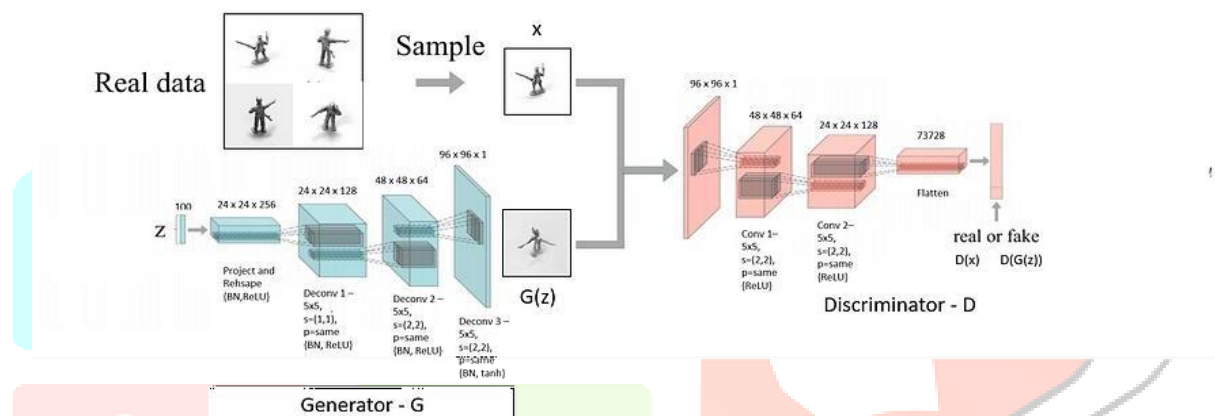 Real data
Sample
x
96 x 96 x 1
48 x 48 x 64
24 x 24 x 128
73728
Flatten
Conv 1–
5x5,
s={2,2},
p=same
{ReLU}
Conv 2–
5x5,
s={2,2},
p=same
{ReLU}
real or fake
D(x)
D(G(z))
Discriminator - D
Z
100
24 x 24 x 256
24 x 24 x 128
48 x 48 x 64
96 x 96 x 1
Project and
Rehsape
{BN,ReLU}
Deconv 1 –
5x5,
s={1,1},
p=same
{BN, ReLU}
Deconv 2 –
5x5,
s={2,2},
p=same
{BN, ReLU}
Deconv 3 –
5x5,
s={2,2},
p=same
{BN, tanh}
G(z)
Generator - G